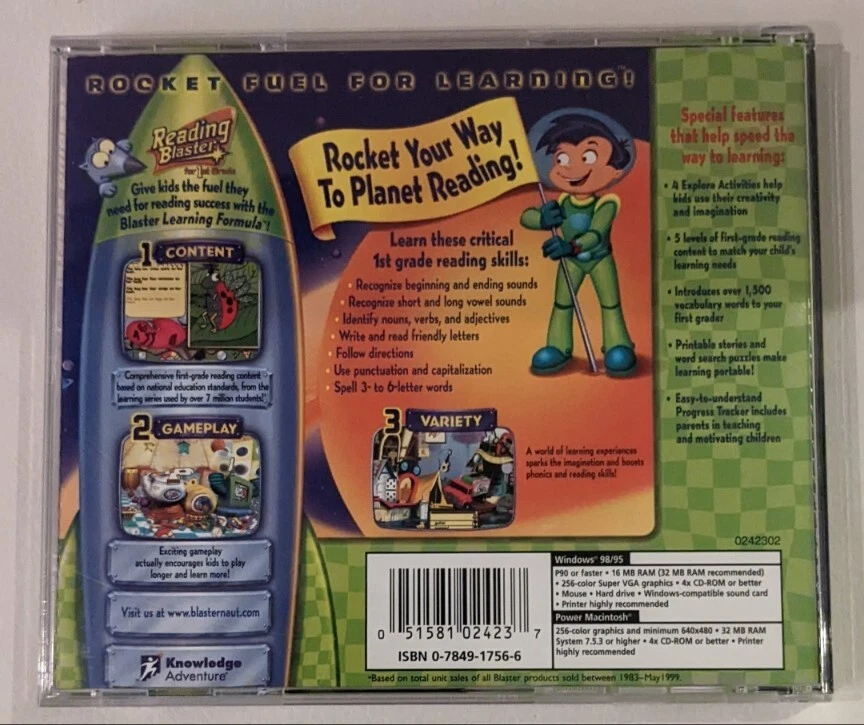 ROCKET FUEL FOR LEARNING!™
Reading
Blaster
for 1st Grade
Give kids the fuel they
need for reading success with the
Blaster Learning Formula™!
1 CONTENT
Comprehensive first-grade reading content
based on national education standards, from the
learning series used by over 7 million students!*
2 GAMEPLAY
Exciting gameplay
actually encourages kids to play
longer and learn more!
Visit us at www.blasternaut.com
Knowledge
Adventure®
Rocket Your Way
To Planet Reading!
Learn these critical
1st grade reading skills:
• Recognize beginning and ending sounds
• Recognize short and long vowel sounds
• Identify nouns, verbs, and adjectives
• Write and read friendly letters
• Follow directions
• Use punctuation and capitalization
• Spell 3- to 6-letter words
3 VARIETY
A world of learning experiences
sparks the imagination and boosts
phonics and reading skills!
Special features
that help speed the
way to learning:
• 4 Explore Activities help
kids use their creativity
and imagination
• 5 levels of first-grade reading
content to match your child's
learning needs
• Introduces over 1,500
vocabulary words to your
first grader
• Printable stories and
word search puzzles make
learning portable!
• Easy-to-understand
Progress Tracker includes
parents in teaching
and motivating children
0242302
0 51581 02423 7
ISBN 0-7849-1756-6
Windows® 98/95
P90 or faster • 16 MB RAM (32 MB RAM recommended)
• 256-color Super VGA graphics • 4x CD-ROM or better
• Mouse • Hard drive • Windows-compatible sound card
• Printer highly recommended
Power Macintosh®
256-color graphics and minimum 640x480 • 32 MB RAM
System 7.5.3 or higher • 4x CD-ROM or better • Printer
highly recommended
*Based on total unit sales of all Blaster products sold between 1983–May 1999.